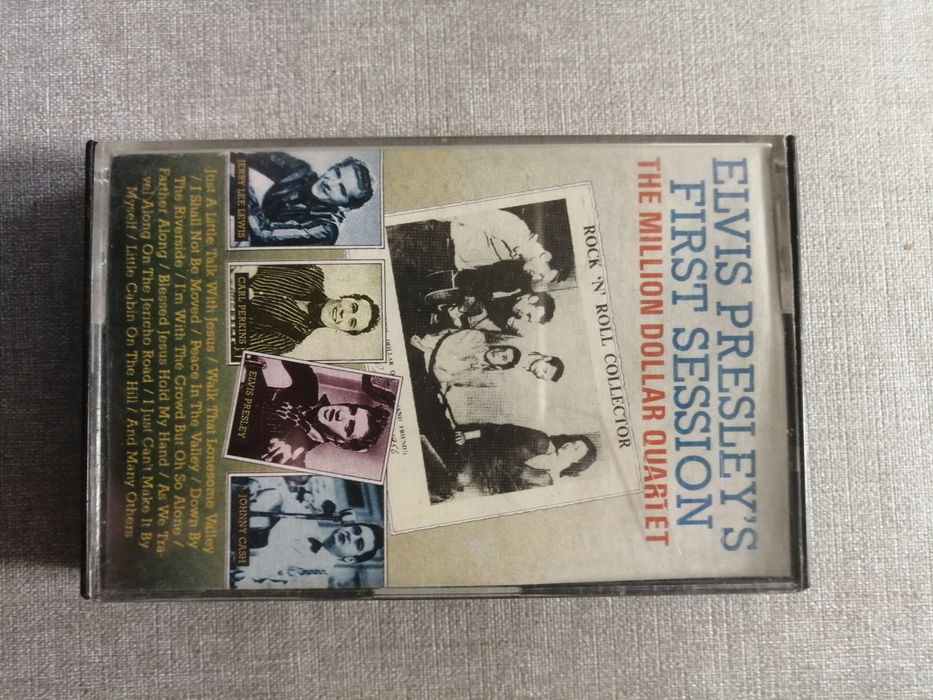 ELVIS PRESLEY'S
FIRST SESSION
THE MILLION DOLLAR QUARTET
ROCK 'N' ROLL COLLECTOR
DOLLAR
AND FRIENDS
1956
JERRY LEE LEWIS
CARL PERKINS
ELVIS PRESLEY
JOHNNY CASH
Just A Little Talk With Jesus / Walk That Lonesome Valley
/ I Shall Not Be Moved / Peace In The Valley / Down By
The Riverside / I'm With The Crowd But Oh So Alone /
Farther Along / Blessed Jesus Hold My Hand / As We Tra
vel Along On The Jericho Road / I Just Can't Make It By
Myself / Little Cabin On The Hill / And Many Others